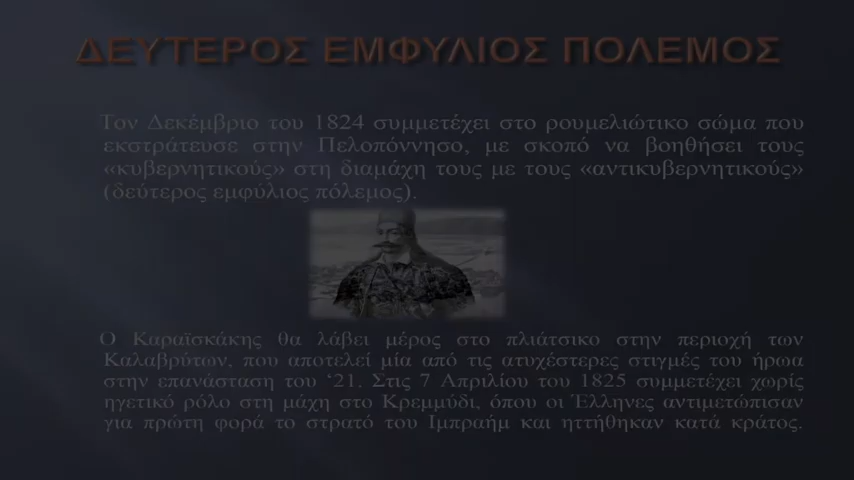 ΔΕΥΤΕΡΟΣ ΕΜΦΥΛΙΟΣ ΠΟΛΕΜΟΣ
Τον Δεκέμβριο του 1824 συμμετέχει στο ρουμελιώτικο σώμα που
εκστράτευσε στην Πελοπόννησο, με σκοπό να βοηθήσει τους
«κυβερνητικούς» στη διαμάχη τους με τους «αντικυβερνητικούς»
(δεύτερος εμφύλιος πόλεμος).
Ο Καραϊσκάκης θα λάβει μέρος στο πλιάτσικο στην περιοχή των
Καλαβρύτων, που αποτελεί μία από τις ατυχέστερες στιγμές του ήρωα
στην επανάσταση του ‘21. Στις 7 Απριλίου του 1825 συμμετέχει χωρίς
ηγετικό ρόλο στη μάχη στο Κρεμμύδι, όπου οι Έλληνες αντιμετώπισαν
για πρώτη φορά το στρατό του Ιμπραήμ και ηττήθηκαν κατά κράτος.